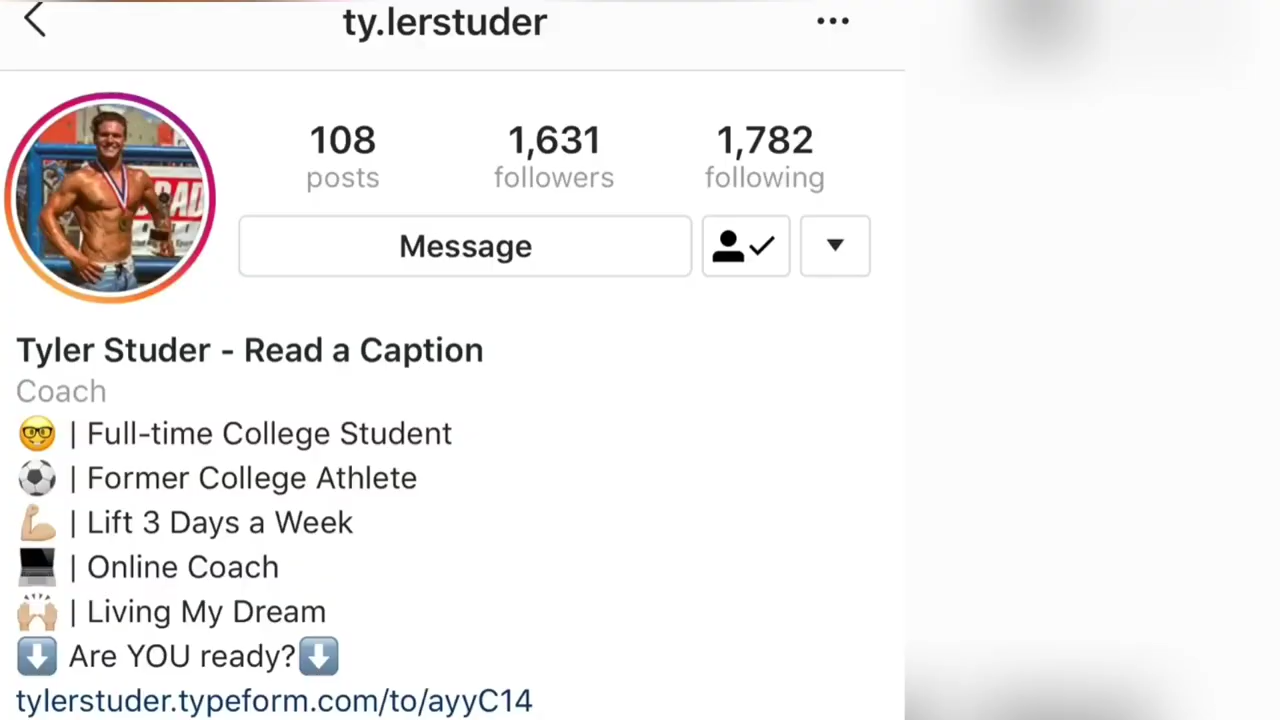 ty.lerstuder
108
posts
1,631
followers
1,782
following
Message
Tyler Studer - Read a Caption
Coach
🤓 | Full-time College Student
⚽ | Former College Athlete
💪🏼 | Lift 3 Days a Week
💻 | Online Coach
🙌🏼 | Living My Dream
⬇️ Are YOU ready?⬇️
tylerstuder.typeform.com/to/ayyC14